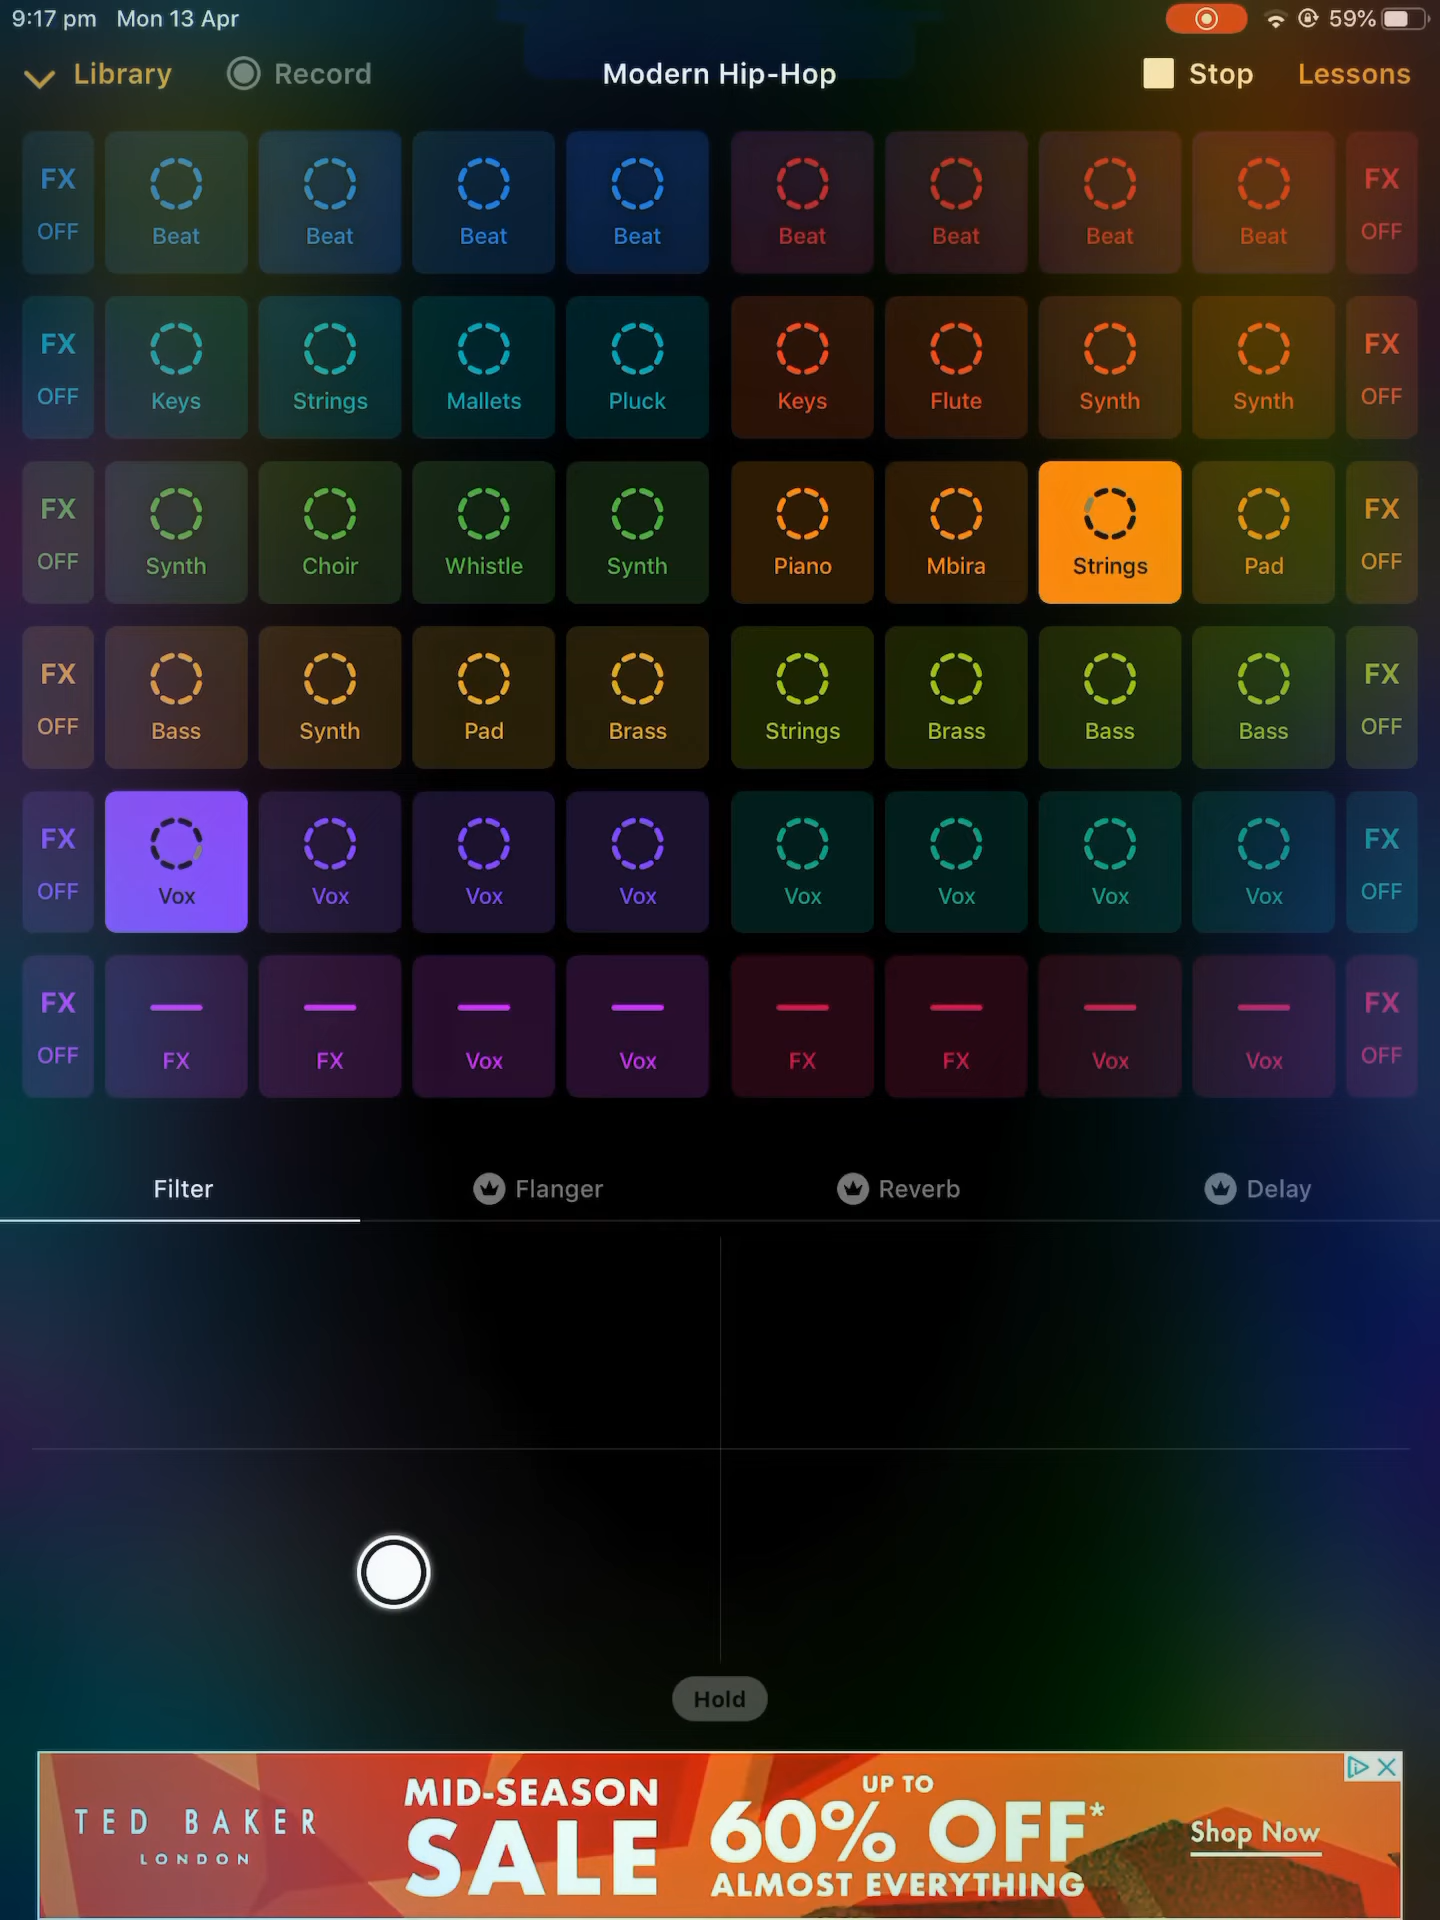 9:17 pm Mon 13 Apr 59%
Library Record Modern Hip-Hop Stop Lessons
FX Beat Beat Beat Beat Beat Beat Beat Beat FX
OFF OFF
FX Keys Strings Mallets Pluck Keys Flute Synth Synth FX
OFF OFF
FX Synth Choir Whistle Synth Piano Mbira Strings Pad FX
OFF OFF
FX Bass Synth Pad Brass Strings Brass Bass Bass FX
OFF OFF
FX Vox Vox Vox Vox Vox Vox Vox Vox FX
OFF OFF
FX FX FX Vox Vox FX FX Vox Vox FX
OFF OFF
Filter Flanger Reverb Delay
Hold
TED BAKER
LONDON
MID-SEASON
SALE
UP TO
60% OFF*
ALMOST EVERYTHING
Shop Now